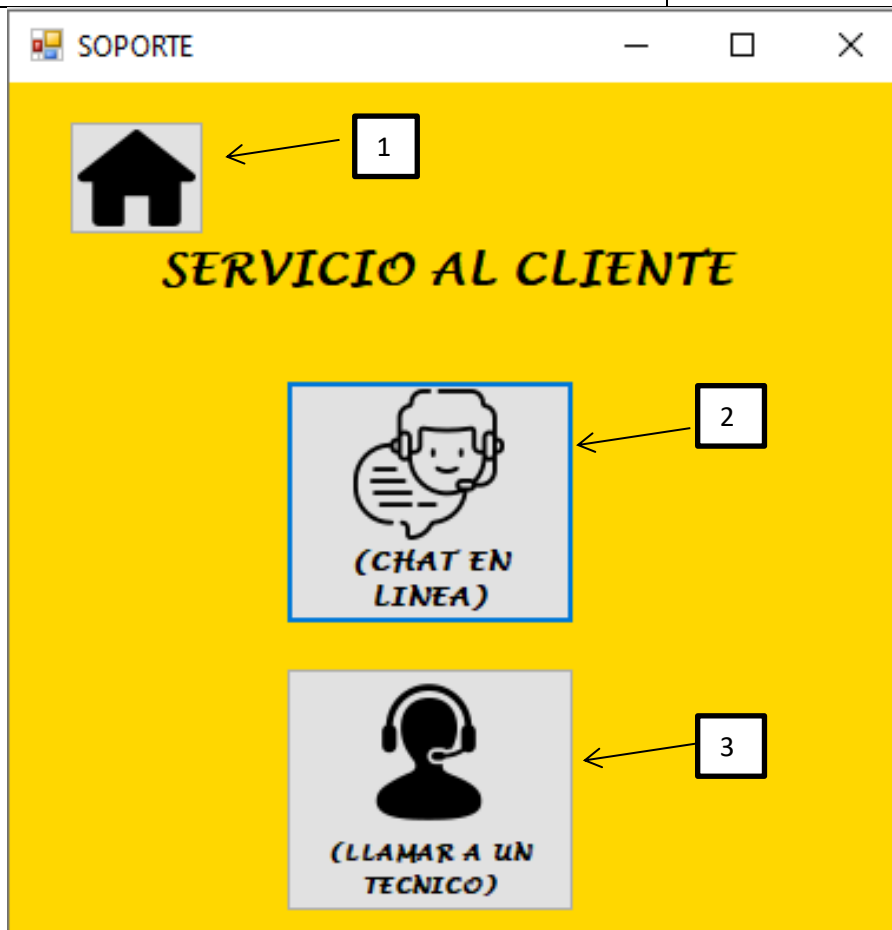 SOPORTE
1
SERVICIO AL CLIENTE
2
(CHAT EN
LINEA)
3
(LLAMAR A UN
TECNICO)